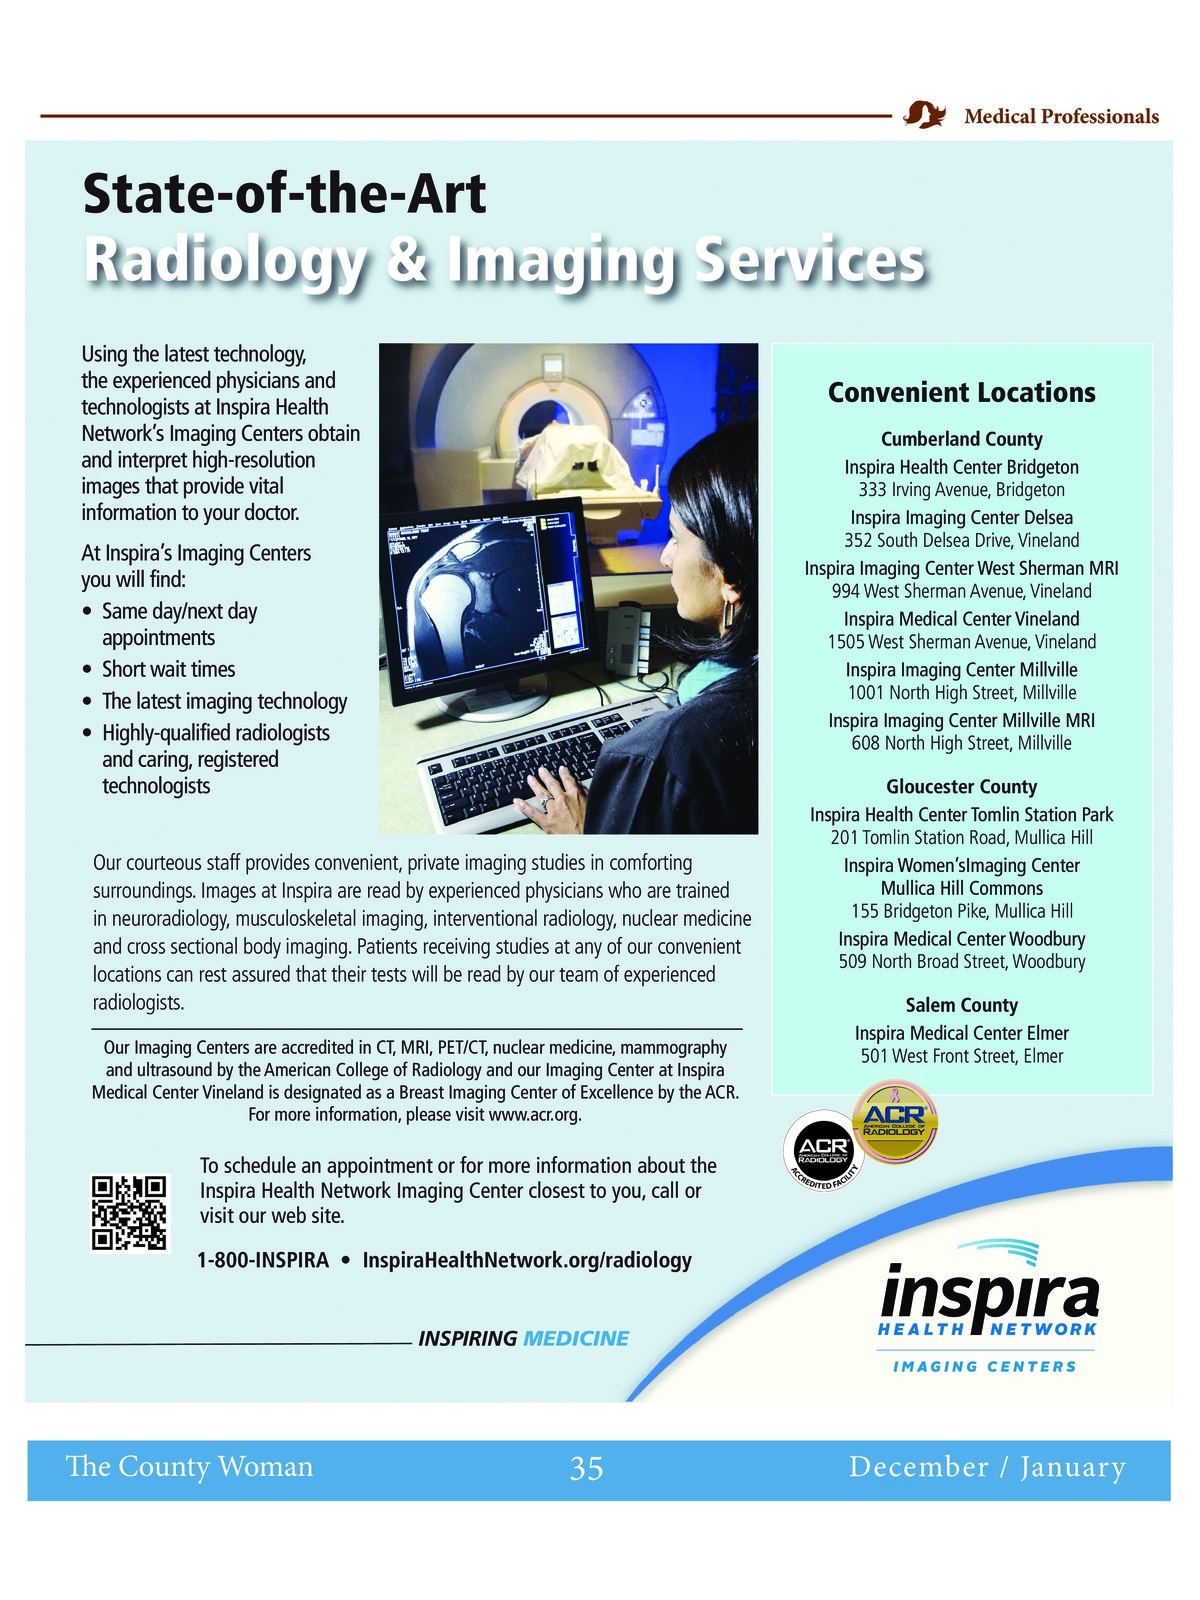 Medical Professionals
State-of-the-Art
Radiology & Imaging Services
Using the latest technology,
the experienced physicians and
technologists at Inspira Health
Network’s Imaging Centers obtain
and interpret high-resolution
images that provide vital
information to your doctor.
At Inspira’s Imaging Centers
you will find:
• Same day/next day
appointments
• Short wait times
• The latest imaging technology
• Highly-qualified radiologists
and caring, registered
technologists
Our courteous staff provides convenient, private imaging studies in comforting
surroundings. Images at Inspira are read by experienced physicians who are trained
in neuroradiology, musculoskeletal imaging, interventional radiology, nuclear medicine
and cross sectional body imaging. Patients receiving studies at any of our convenient
locations can rest assured that their tests will be read by our team of experienced
radiologists.
Our Imaging Centers are accredited in CT, MRI, PET/CT, nuclear medicine, mammography
and ultrasound by the American College of Radiology and our Imaging Center at Inspira
Medical Center Vineland is designated as a Breast Imaging Center of Excellence by the ACR.
For more information, please visit www.acr.org.
To schedule an appointment or for more information about the
Inspira Health Network Imaging Center closest to you, call or
visit our web site.
1-800-INSPIRA • InspiraHealthNetwork.org/radiology
INSPIRING MEDICINE
Convenient Locations
Cumberland County
Inspira Health Center Bridgeton
333 Irving Avenue, Bridgeton
Inspira Imaging Center Delsea
352 South Delsea Drive, Vineland
Inspira Imaging Center West Sherman MRI
994 West Sherman Avenue, Vineland
Inspira Medical Center Vineland
1505 West Sherman Avenue, Vineland
Inspira Imaging Center Millville
1001 North High Street, Millville
Inspira Imaging Center Millville MRI
608 North High Street, Millville
Gloucester County
Inspira Health Center Tomlin Station Park
201 Tomlin Station Road, Mullica Hill
Inspira Women’sImaging Center
Mullica Hill Commons
155 Bridgeton Pike, Mullica Hill
Inspira Medical Center Woodbury
509 North Broad Street, Woodbury
Salem County
Inspira Medical Center Elmer
501 West Front Street, Elmer
ACR®
AMERICAN COLLEGE OF
RADIOLOGY
ACR®
AMERICAN COLLEGE OF
RADIOLOGY
ACCREDITED FACILITY
inspira
HEALTH NETWORK
IMAGING CENTERS
The County Woman
35
December / January